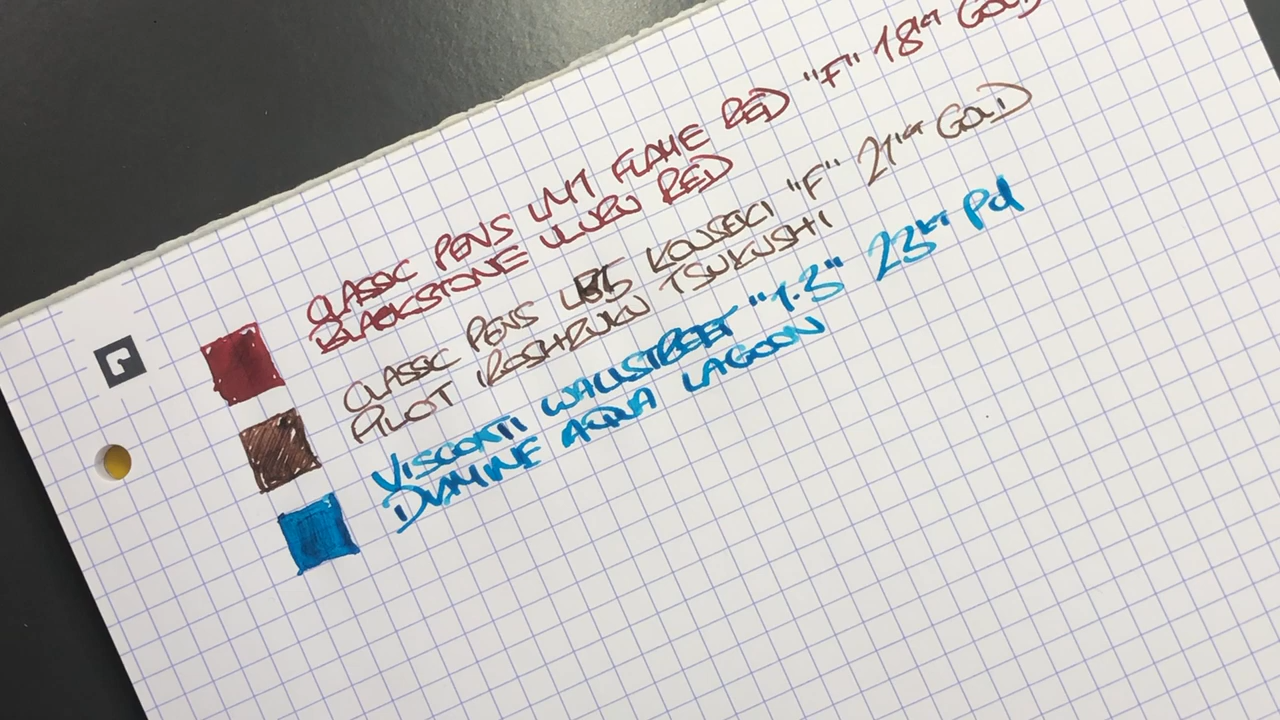 CLASSIC PENS LM1 FLAME RED "F" 18KT GOLD
BLACKSTONE ULURU RED
CLASSIC PENS LB5 KOUSEKI "F" 21KT GOLD
PILOT IROSHIZUKU TSUKUSHI
VISCONTI WALLSTREET "1.3" 23KT Pd
DIAMINE AQUA LAGOON